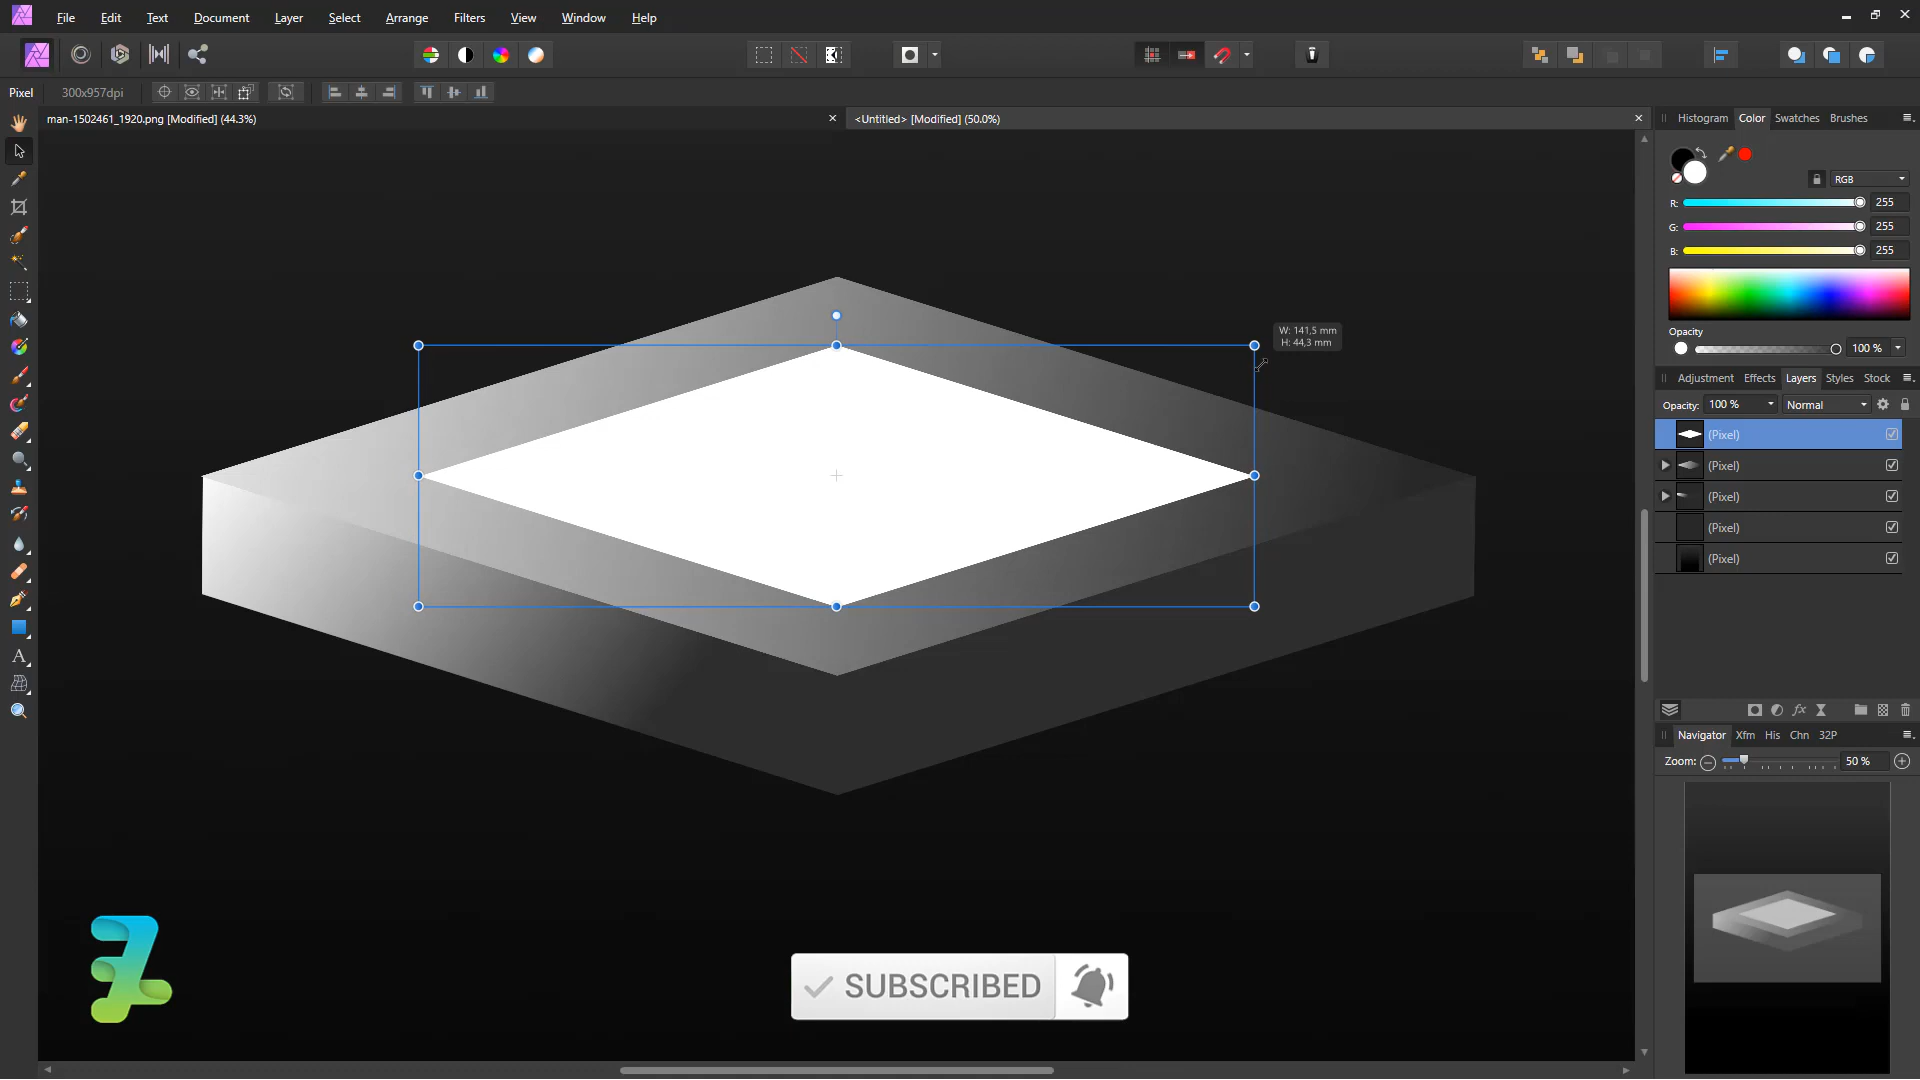 File Edit Text Document Layer Select Arrange Filters View Window Help
Pixel 300x957dpi
man-1502461_1920.png [Modified] (44.3%)
<Untitled> [Modified] (50.0%)
Histogram Color Swatches Brushes
RGB
R: 255
G: 255
B: 255
Opacity
100 %
W: 141,5 mm
H: 44,3 mm
Adjustment Effects Layers Styles Stock
Opacity: 100 % Normal
(Pixel)
(Pixel)
(Pixel)
(Pixel)
(Pixel)
fx
Navigator Xfm His Chn 32P
Zoom: 50 %
A
SUBSCRIBED